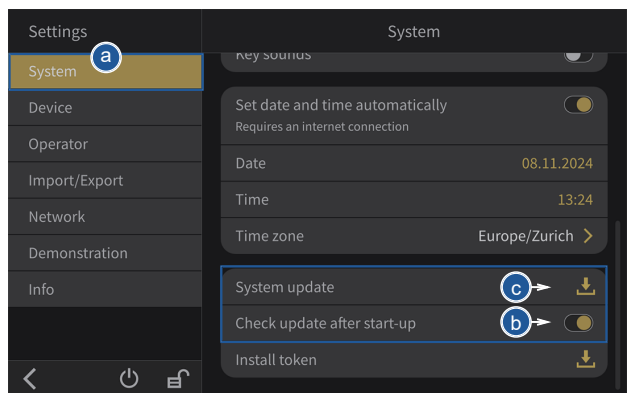 Settings
System
a
System
Device
Operator
Import/Export
Network
Demonstration
Info
Key sounds
Set date and time automatically
Requires an internet connection
Date 08.11.2024
Time 13:24
Time zone Europe/Zurich
System update c
Check update after start-up b
Install token